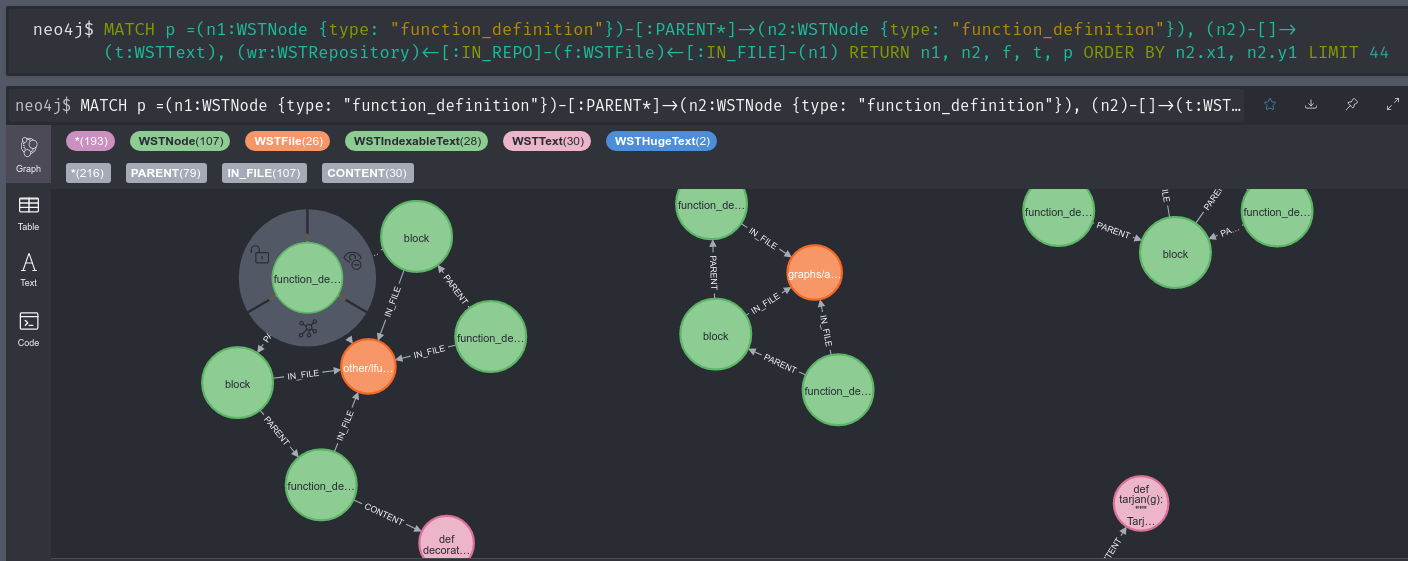 neo4j$ MATCH p =(n1:WSTNode {type: "function_definition"})-[:PARENT*]->(n2:WSTNode {type: "function_definition"}), (n2)-[]->
(t:WSTText), (wr:WSTRepository)<-[:IN_REPO]-(f:WSTFile)<-[:IN_FILE]-(n1) RETURN n1, n2, f, t, p ORDER BY n2.x1, n2.y1 LIMIT 44
neo4j$ MATCH p =(n1:WSTNode {type: "function_definition"})-[:PARENT*]->(n2:WSTNode {type: "function_definition"}), (n2)-[]->(t:WST…
*(193) WSTNode(107) WSTFile(26) WSTIndexableText(28) WSTText(30) WSTHugeText(2)
*(216) PARENT(79) IN_FILE(107) CONTENT(30)
Graph
Table
Text
Code
function_de…
block
function_de…
block
function_de…
other/lfu…
def
decorat…
IN_FILE
PARENT
IN_FILE
IN_FILE
PARENT
IN_FILE
CONTENT
function_de…
block
function_de…
graphs/a…
IN_FILE
PARENT
IN_FILE
IN_FILE
PARENT
function_de…
block
function_de…
PARENT
PA…
def
tarjan(g):
"""
Tarj…